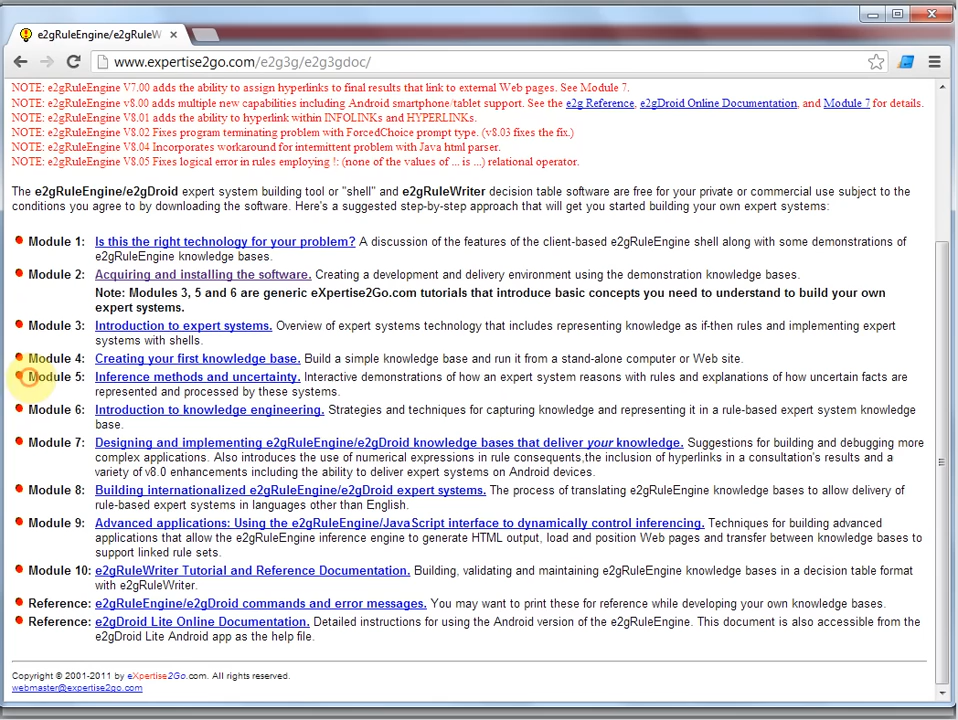 e2gRuleEngine/e2gRuleW
www.expertise2go.com/e2g3g/e2g3gdoc/
NOTE: e2gRuleEngine V7.00 adds the ability to assign hyperlinks to final results that link to external Web pages. See Module 7.
NOTE: e2gRuleEngine v8.00 adds multiple new capabilities including Android smartphone/tablet support. See the e2g Reference, e2gDroid Online Documentation, and Module 7 for details.
NOTE: e2gRuleEngine V8.01 adds the ability to hyperlink within INFOLINKs and HYPERLINKs.
NOTE: e2gRuleEngine V8.02 Fixes program terminating problem with ForcedChoice prompt type. (v8.03 fixes the fix.)
NOTE: e2gRuleEngine V8.04 Incorporates workaround for intermittent problem with Java html parser.
NOTE: e2gRuleEngine V8.05 Fixes logical error in rules employing !: (none of the values of ... is ...) relational operator.
The e2gRuleEngine/e2gDroid expert system building tool or "shell" and e2gRuleWriter decision table software are free for your private or commercial use subject to the
conditions you agree to by downloading the software. Here's a suggested step-by-step approach that will get you started building your own expert systems:
Module 1: Is this the right technology for your problem? A discussion of the features of the client-based e2gRuleEngine shell along with some demonstrations of
e2gRuleEngine knowledge bases.
Module 2: Acquiring and installing the software. Creating a development and delivery environment using the demonstration knowledge bases.
Note: Modules 3, 5 and 6 are generic eXpertise2Go.com tutorials that introduce basic concepts you need to understand to build your own
expert systems.
Module 3: Introduction to expert systems. Overview of expert systems technology that includes representing knowledge as if-then rules and implementing expert
systems with shells.
Module 4: Creating your first knowledge base. Build a simple knowledge base and run it from a stand-alone computer or Web site.
Module 5: Inference methods and uncertainty. Interactive demonstrations of how an expert system reasons with rules and explanations of how uncertain facts are
represented and processed by these systems.
Module 6: Introduction to knowledge engineering. Strategies and techniques for capturing knowledge and representing it in a rule-based expert system knowledge
base.
Module 7: Designing and implementing e2gRuleEngine/e2gDroid knowledge bases that deliver your knowledge. Suggestions for building and debugging more
complex applications. Also introduces the use of numerical expressions in rule consequents,the inclusion of hyperlinks in a consultation's results and a
variety of v8.0 enhancements including the ability to deliver expert systems on Android devices.
Module 8: Building internationalized e2gRuleEngine/e2gDroid expert systems. The process of translating e2gRuleEngine knowledge bases to allow delivery of
rule-based expert systems in languages other than English.
Module 9: Advanced applications: Using the e2gRuleEngine/JavaScript interface to dynamically control inferencing. Techniques for building advanced
applications that allow the e2gRuleEngine inference engine to generate HTML output, load and position Web pages and transfer between knowledge bases to
support linked rule sets.
Module 10: e2gRuleWriter Tutorial and Reference Documentation. Building, validating and maintaining e2gRuleEngine knowledge bases in a decision table format
with e2gRuleWriter.
Reference: e2gRuleEngine/e2gDroid commands and error messages. You may want to print these for reference while developing your own knowledge bases.
Reference: e2gDroid Lite Online Documentation. Detailed instructions for using the Android version of the e2gRuleEngine. This document is also accessible from the
e2gDroid Lite Android app as the help file.
Copyright © 2001-2011 by eXpertise2Go.com. All rights reserved.
webmaster@expertise2go.com